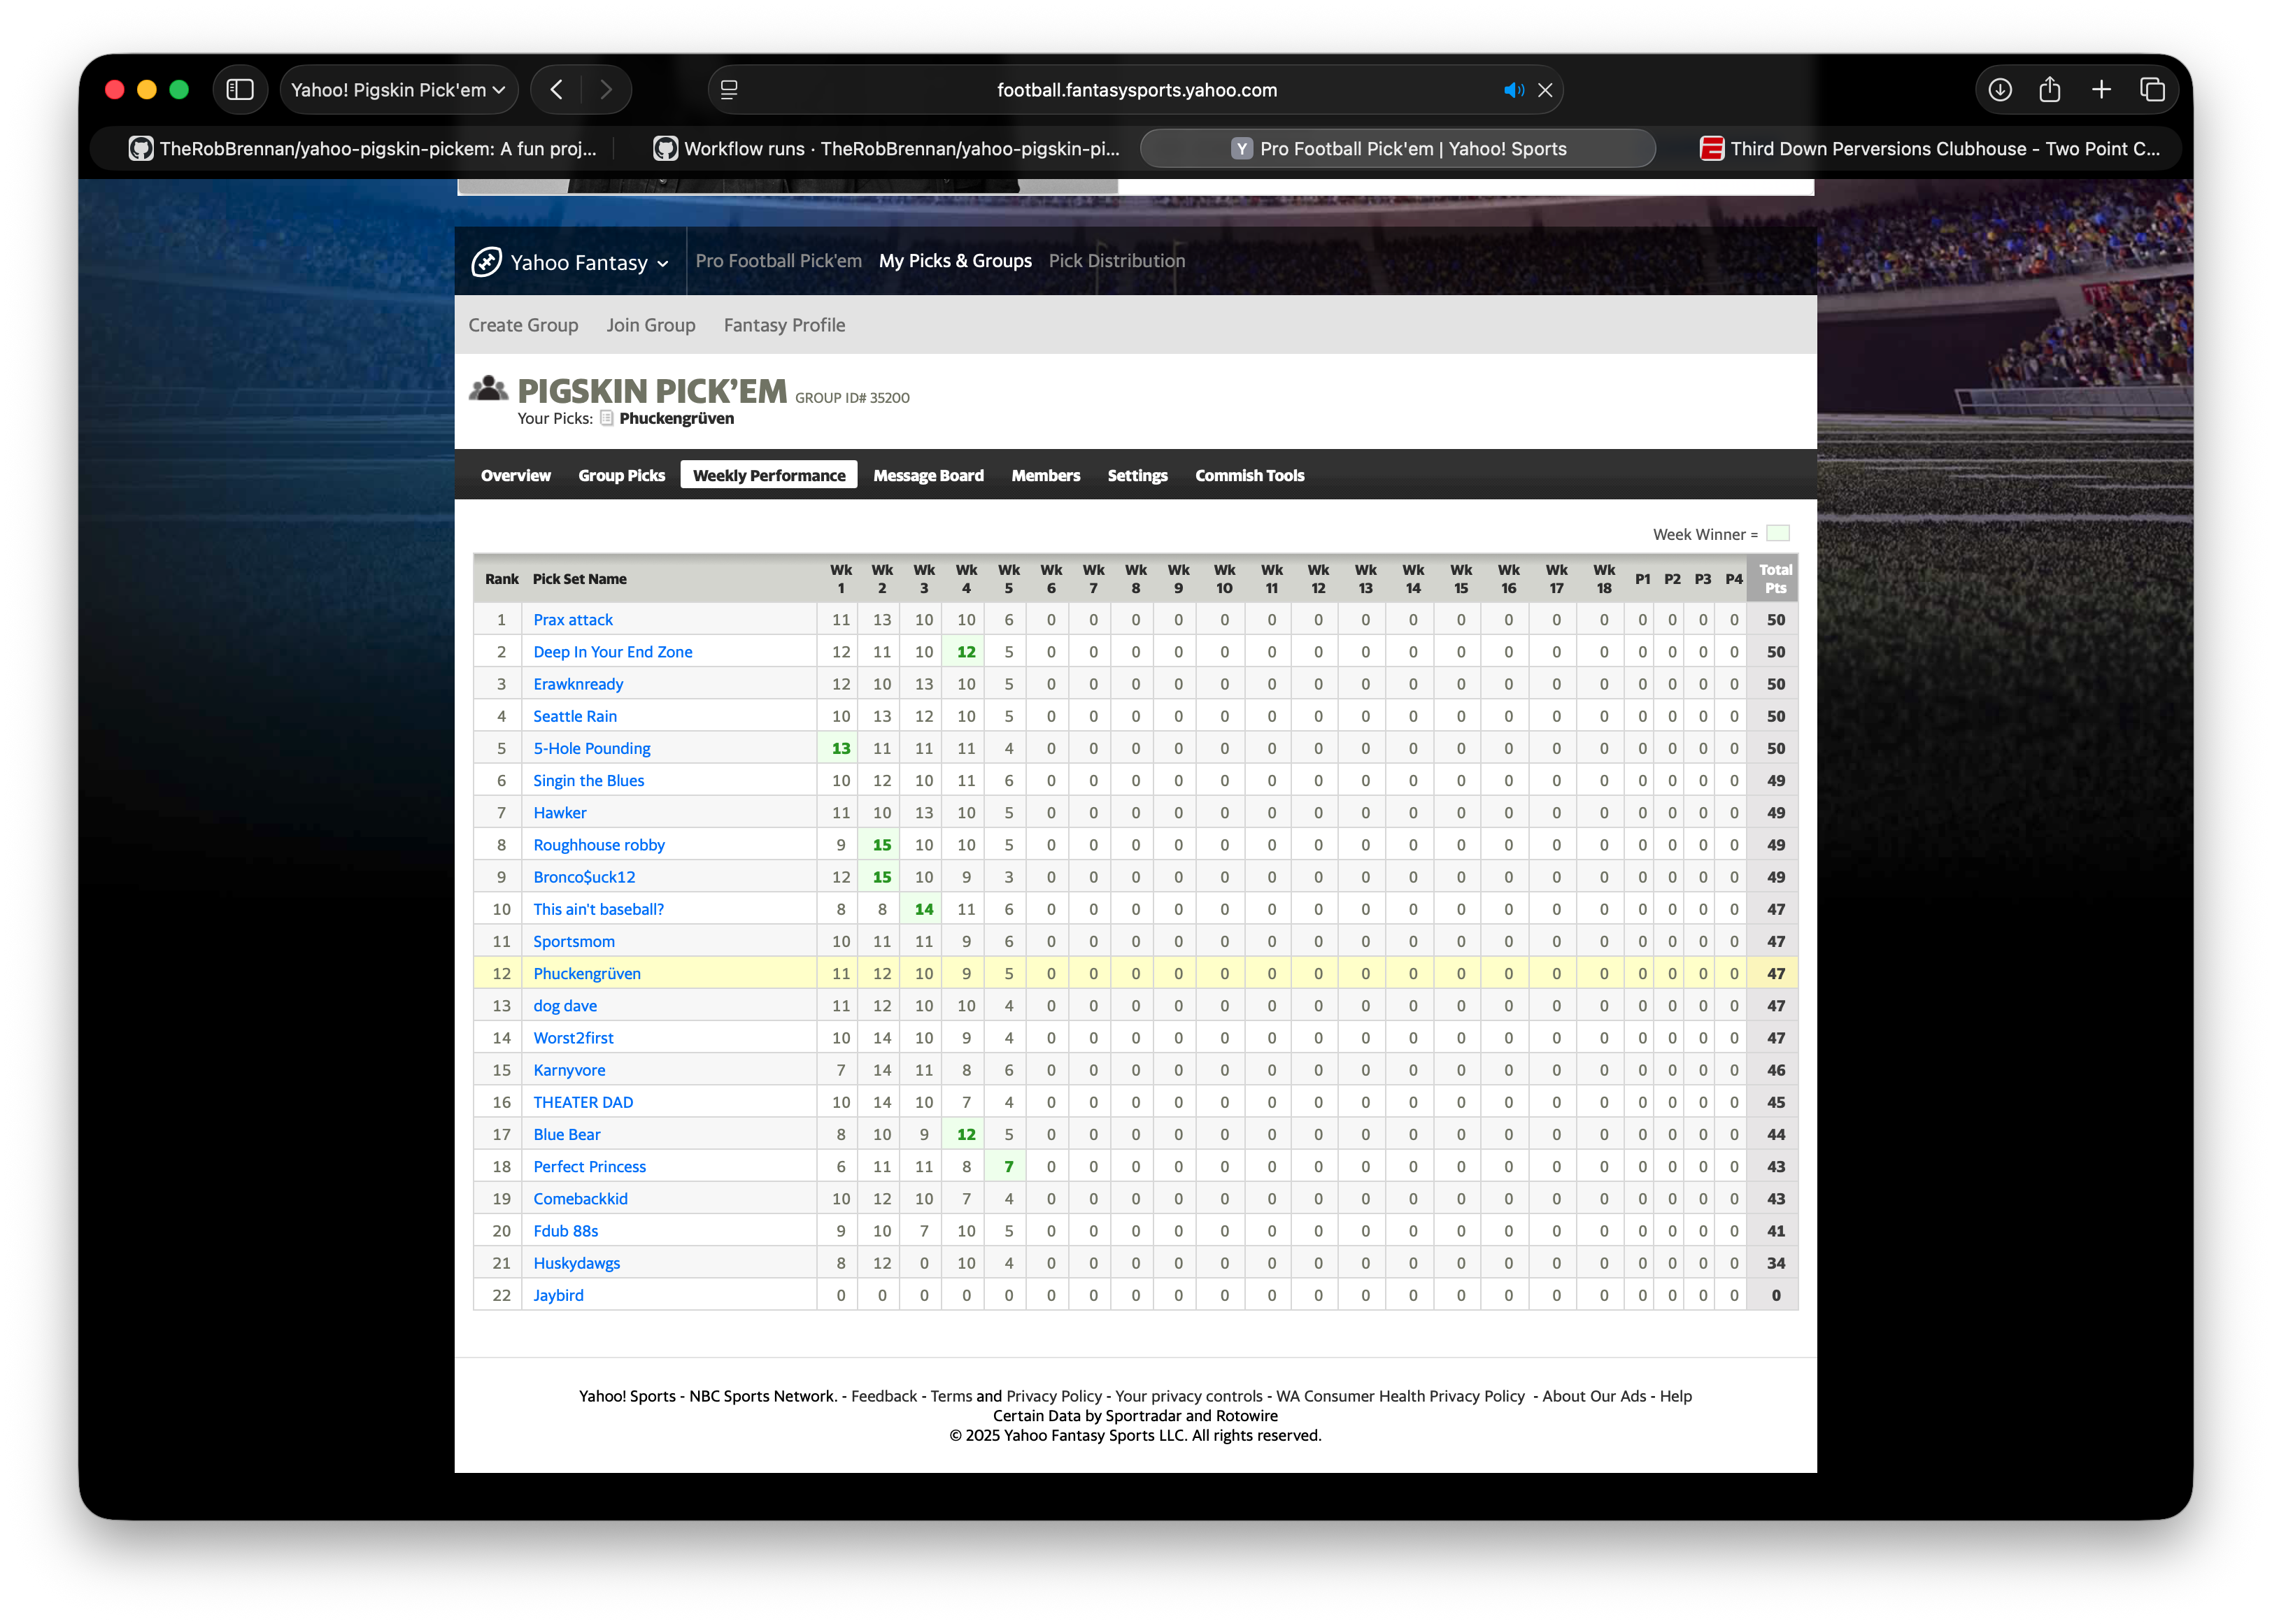 Yahoo! Pigskin Pick'em
football.fantasysports.yahoo.com
TheRobBrennan/yahoo-pigskin-pickem: A fun proj...
Workflow runs · TheRobBrennan/yahoo-pigskin-pi...
Y Pro Football Pick'em | Yahoo! Sports
Third Down Perversions Clubhouse - Two Point C...
Yahoo Fantasy
Pro Football Pick'em My Picks & Groups Pick Distribution
Create Group Join Group Fantasy Profile
PIGSKIN PICK'EM GROUP ID# 35200
Your Picks: Phuckengrüven
Overview Group Picks Weekly Performance Message Board Members Settings Commish Tools
Week Winner =
Rank Pick Set Name Wk 1 Wk 2 Wk 3 Wk 4 Wk 5 Wk 6 Wk 7 Wk 8 Wk 9 Wk 10 Wk 11 Wk 12 Wk 13 Wk 14 Wk 15 Wk 16 Wk 17 Wk 18 P1 P2 P3 P4 Total Pts
1 Prax attack 11 13 10 10 6 0 0 0 0 0 0 0 0 0 0 0 0 0 0 0 0 0 50
2 Deep In Your End Zone 12 11 10 12 5 0 0 0 0 0 0 0 0 0 0 0 0 0 0 0 0 0 50
3 Erawknready 12 10 13 10 5 0 0 0 0 0 0 0 0 0 0 0 0 0 0 0 0 0 50
4 Seattle Rain 10 13 12 10 5 0 0 0 0 0 0 0 0 0 0 0 0 0 0 0 0 0 50
5 5-Hole Pounding 13 11 11 11 4 0 0 0 0 0 0 0 0 0 0 0 0 0 0 0 0 0 50
6 Singin the Blues 10 12 10 11 6 0 0 0 0 0 0 0 0 0 0 0 0 0 0 0 0 0 49
7 Hawker 11 10 13 10 5 0 0 0 0 0 0 0 0 0 0 0 0 0 0 0 0 0 49
8 Roughhouse robby 9 15 10 10 5 0 0 0 0 0 0 0 0 0 0 0 0 0 0 0 0 0 49
9 Bronco$uck12 12 15 10 9 3 0 0 0 0 0 0 0 0 0 0 0 0 0 0 0 0 0 49
10 This ain't baseball? 8 8 14 11 6 0 0 0 0 0 0 0 0 0 0 0 0 0 0 0 0 0 47
11 Sportsmom 10 11 11 9 6 0 0 0 0 0 0 0 0 0 0 0 0 0 0 0 0 0 47
12 Phuckengrüven 11 12 10 9 5 0 0 0 0 0 0 0 0 0 0 0 0 0 0 0 0 0 47
13 dog dave 11 12 10 10 4 0 0 0 0 0 0 0 0 0 0 0 0 0 0 0 0 0 47
14 Worst2first 10 14 10 9 4 0 0 0 0 0 0 0 0 0 0 0 0 0 0 0 0 0 47
15 Karnyvore 7 14 11 8 6 0 0 0 0 0 0 0 0 0 0 0 0 0 0 0 0 0 46
16 THEATER DAD 10 14 10 7 4 0 0 0 0 0 0 0 0 0 0 0 0 0 0 0 0 0 45
17 Blue Bear 8 10 9 12 5 0 0 0 0 0 0 0 0 0 0 0 0 0 0 0 0 0 44
18 Perfect Princess 6 11 11 8 7 0 0 0 0 0 0 0 0 0 0 0 0 0 0 0 0 0 43
19 Comebackkid 10 12 10 7 4 0 0 0 0 0 0 0 0 0 0 0 0 0 0 0 0 0 43
20 Fdub 88s 9 10 7 10 5 0 0 0 0 0 0 0 0 0 0 0 0 0 0 0 0 0 41
21 Huskydawgs 8 12 0 10 4 0 0 0 0 0 0 0 0 0 0 0 0 0 0 0 0 0 34
22 Jaybird 0 0 0 0 0 0 0 0 0 0 0 0 0 0 0 0 0 0 0 0 0 0 0
Yahoo! Sports - NBC Sports Network. - Feedback - Terms and Privacy Policy - Your privacy controls - WA Consumer Health Privacy Policy - About Our Ads - Help
Certain Data by Sportradar and Rotowire
© 2025 Yahoo Fantasy Sports LLC. All rights reserved.